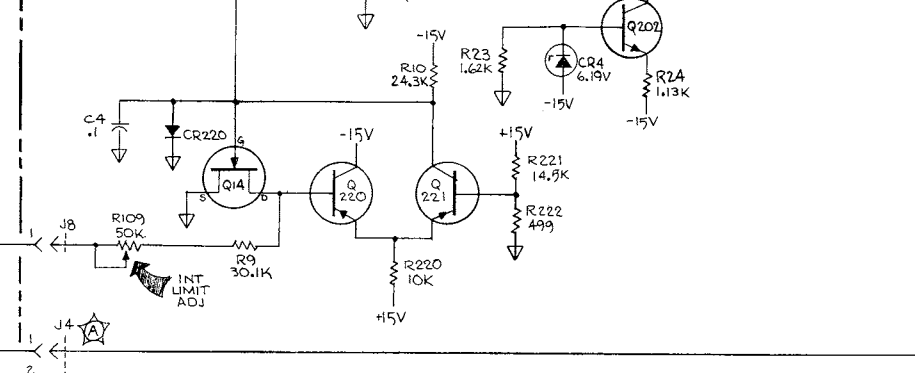 -15V
R10
24.3K
R23
1.62K
CR4
6.19V
-15V
Q202
R24
1.13K
-15V
C4
.1
CR220
G
Q14
S
D
-15V
Q
220
Q
221
+15V
R221
14.5K
R222
499
1
J8
R109
50K
R9
30.1K
INT
LIMIT
ADJ
R220
10K
+15V
1
J4
A
2